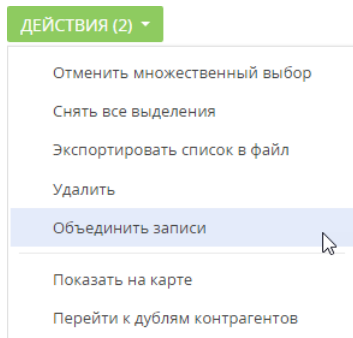 ДЕЙСТВИЯ (2)
Отменить множественный выбор
Снять все выделения
Экспортировать список в файл
Удалить
Объединить записи
Показать на карте
Перейти к дублям контрагентов